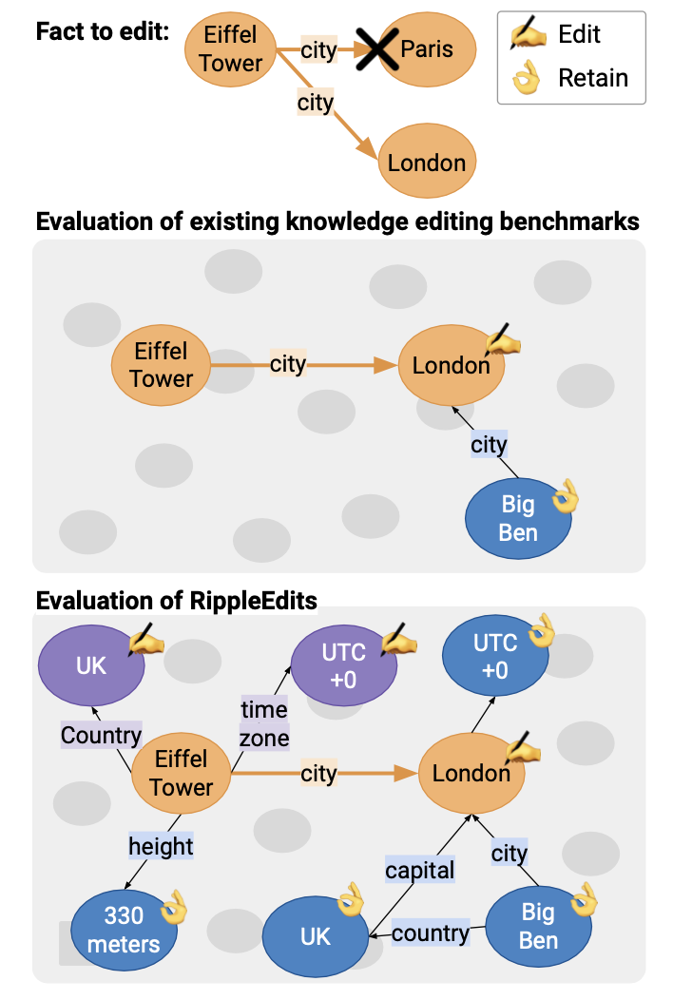 Fact to edit:
Eiffel
Tower
city
Paris
city
London
Edit
Retain
Evaluation of existing knowledge editing benchmarks
Eiffel
Tower
city
London
city
Big
Ben
Evaluation of RippleEdits
UK
UTC
+0
UTC
+0
Country
time
zone
Eiffel
Tower
city
London
height
capital
city
330
meters
UK
country
Big
Ben